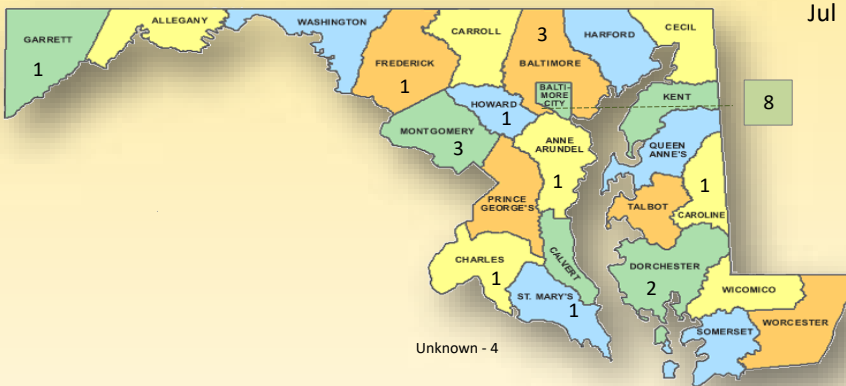 Jul
GARRETT
1
ALLEGANY
WASHINGTON
FREDERICK
1
CARROLL
3
BALTIMORE
HARFORD
CECIL
BALTI-
MORE
CITY
8
KENT
HOWARD
1
MONTGOMERY
3
ANNE
ARUNDEL
1
QUEEN
ANNE'S
PRINCE
GEORGE'S
TALBOT
1
CAROLINE
CHARLES
1
CALVERT
ST. MARY'S
1
DORCHESTER
2
WICOMICO
SOMERSET
WORCESTER
Unknown - 4